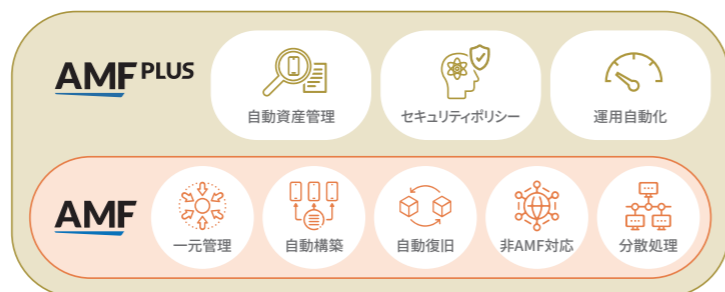 AMF PLUS
自動資産管理
セキュリティポリシー
運用自動化
AMF
一元管理
自動構築
自動復旧
非AMF対応
分散処理